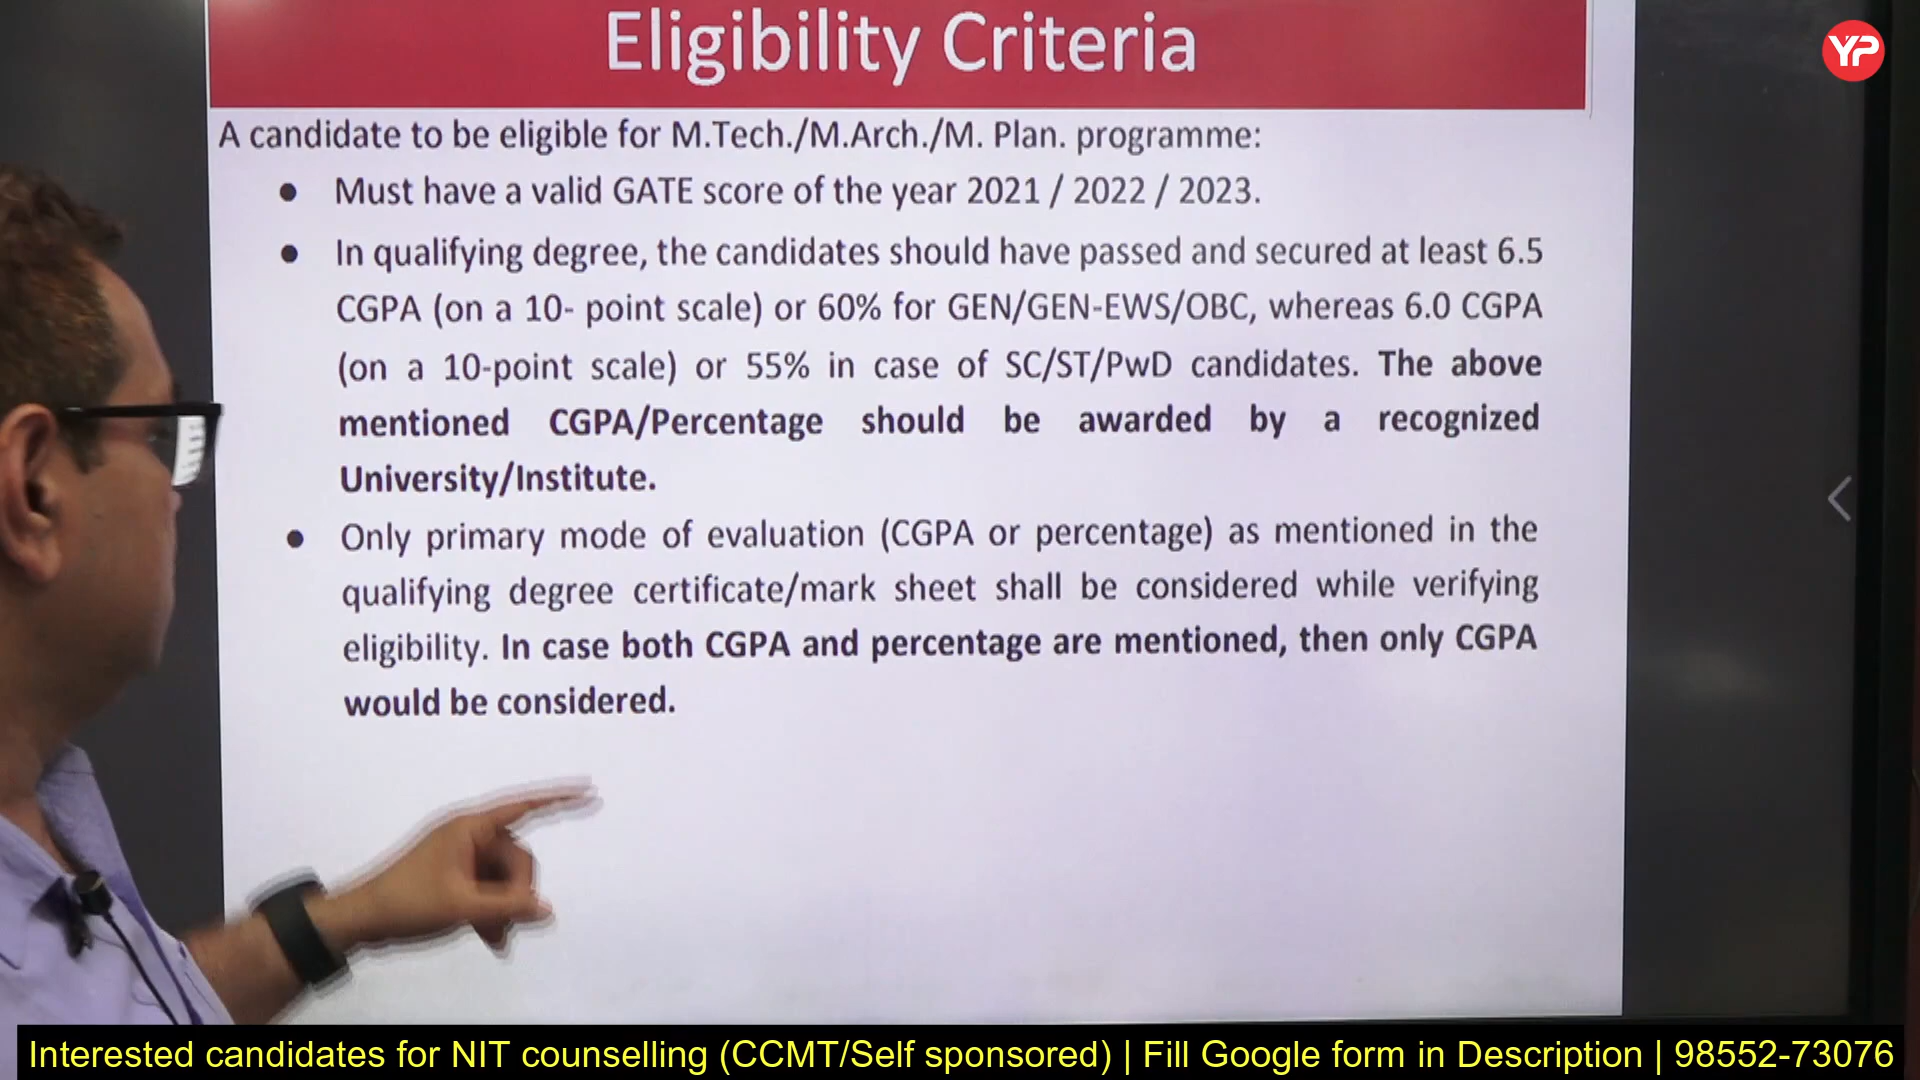 Eligibility Criteria
YP
A candidate to be eligible for M.Tech./M.Arch./M. Plan. programme:
● Must have a valid GATE score of the year 2021 / 2022 / 2023.
● In qualifying degree, the candidates should have passed and secured at least 6.5
CGPA (on a 10- point scale) or 60% for GEN/GEN-EWS/OBC, whereas 6.0 CGPA
(on a 10-point scale) or 55% in case of SC/ST/PwD candidates. The above
mentioned CGPA/Percentage should be awarded by a recognized
University/Institute.
● Only primary mode of evaluation (CGPA or percentage) as mentioned in the
qualifying degree certificate/mark sheet shall be considered while verifying
eligibility. In case both CGPA and percentage are mentioned, then only CGPA
would be considered.
Interested candidates for NIT counselling (CCMT/Self sponsored) | Fill Google form in Description | 98552-73076